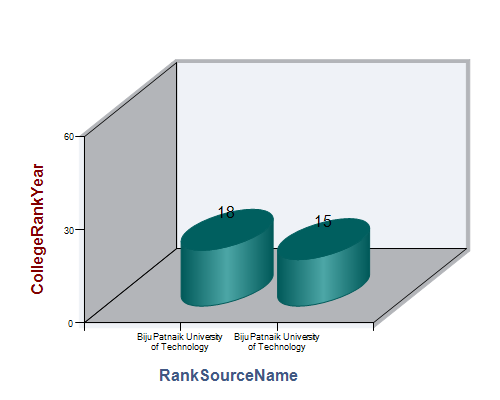 CollegeRankYear
60
30
0
18
15
Biju Patnaik University
of Technology
Biju Patnaik University
of Technology
RankSourceName